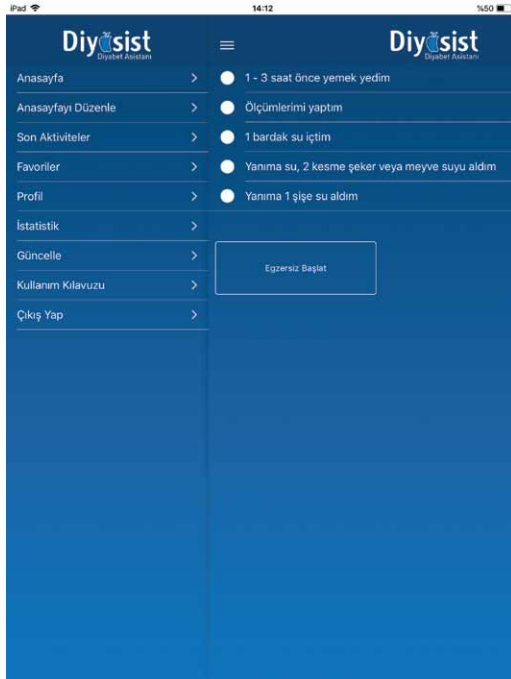 iPad 14:12 %50
Diyasist
Diyabet Asistanı
Anasayfa
Anasayfayı Düzenle
Son Aktiviteler
Favoriler
Profil
İstatistik
Güncelle
Kullanım Kılavuzu
Çıkış Yap
Diyasist
Diyabet Asistanı
1 - 3 saat önce yemek yedim
Ölçümlerimi yaptım
1 bardak su içtim
Yanıma su, 2 kesme şeker veya meyve suyu aldım
Yanıma 1 şişe su aldım
Egzersiz Başlat